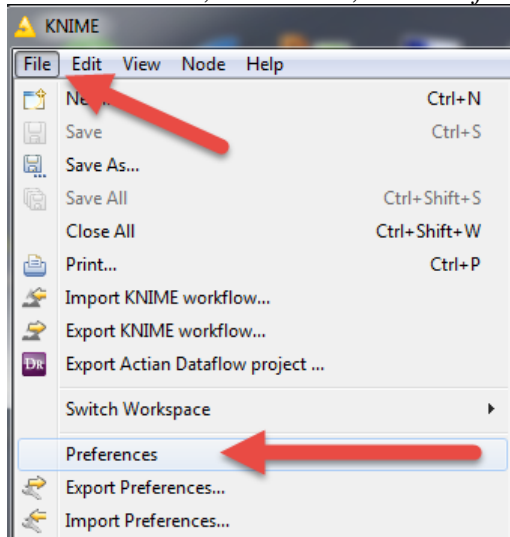 KNIME
File Edit View Node Help
Ctrl+N
Save Ctrl+S
Save As...
Save All Ctrl+Shift+S
Close All Ctrl+Shift+W
Print... Ctrl+P
Import KNIME workflow...
Export KNIME workflow...
DR Export Actian Dataflow project ...
Switch Workspace
Preferences
Export Preferences...
Import Preferences...